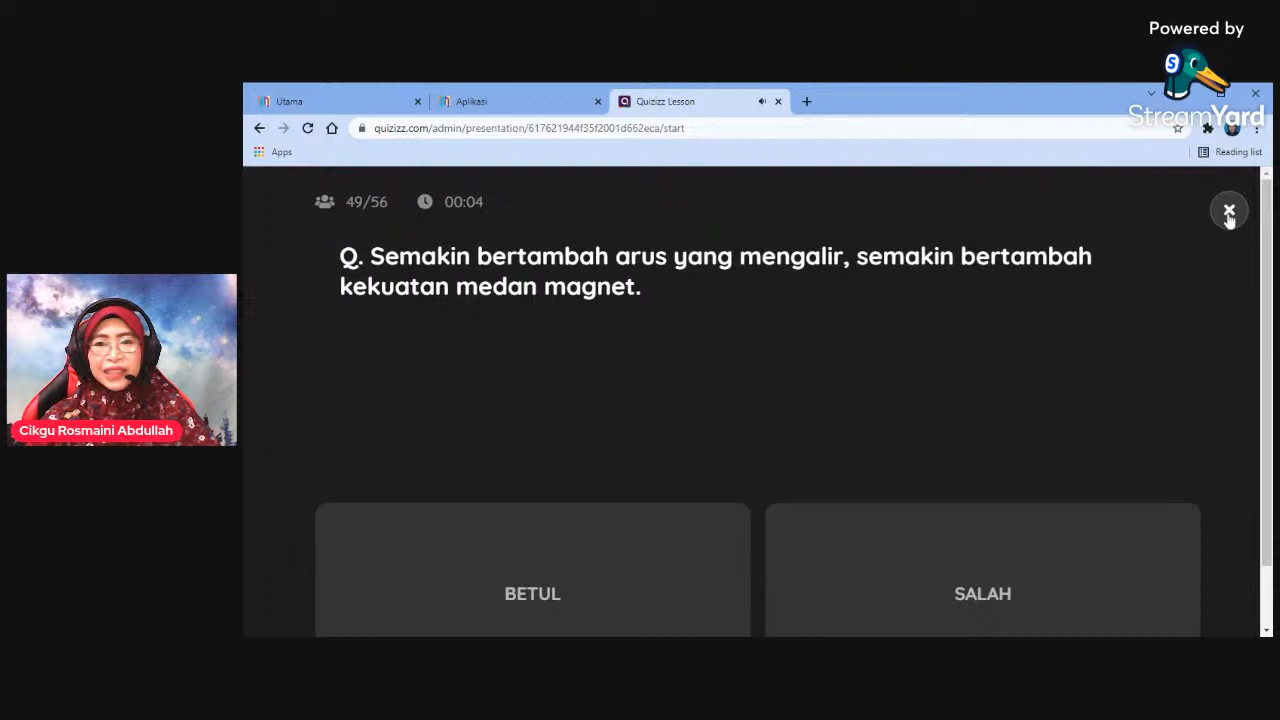 Powered by
StreamYard
Utama
Aplikasi
Quizizz Lesson
quizizz.com/admin/presentation/617621944f35f2001d662eca/start
Apps
Reading list
49/56
00:04
Q. Semakin bertambah arus yang mengalir, semakin bertambah
kekuatan medan magnet.
Cikgu Rosmaini Abdullah
BETUL
SALAH